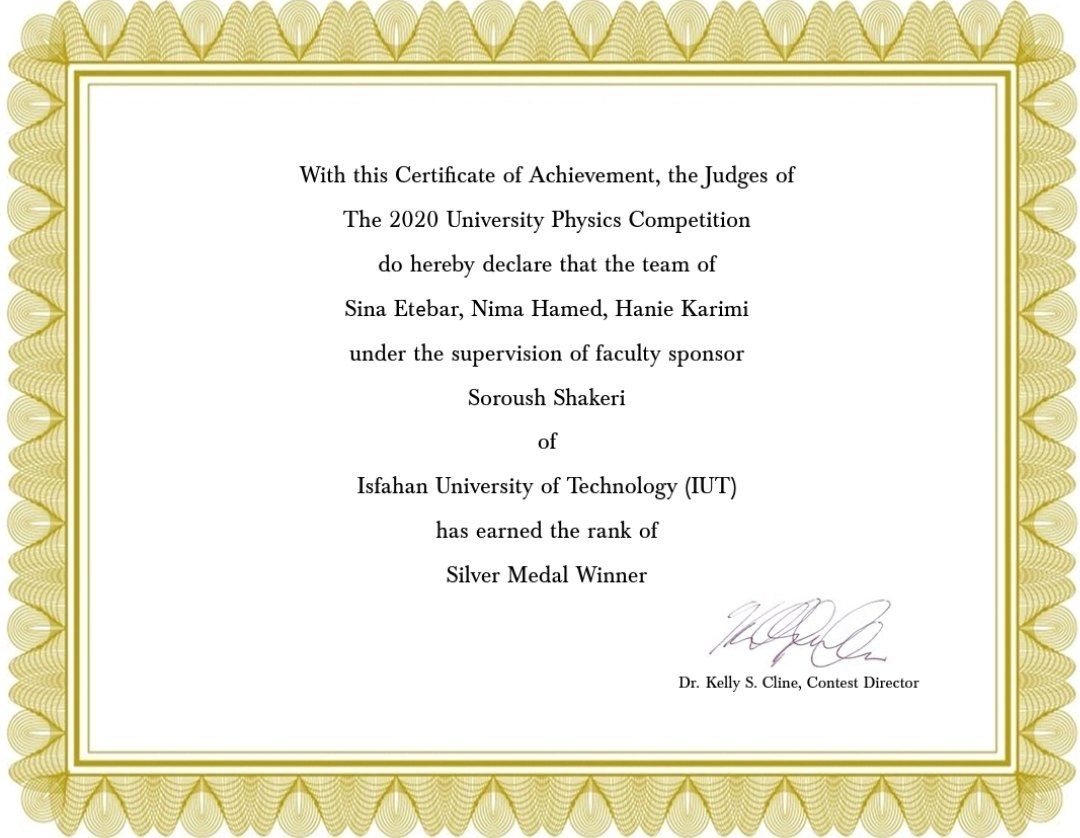 With this Certificate of Achievement, the Judges of
The 2020 University Physics Competition
do hereby declare that the team of
Sina Etebar, Nima Hamed, Hanie Karimi
under the supervision of faculty sponsor
Soroush Shakeri
of
Isfahan University of Technology (IUT)
has earned the rank of
Silver Medal Winner
Dr. Kelly S. Cline, Contest Director